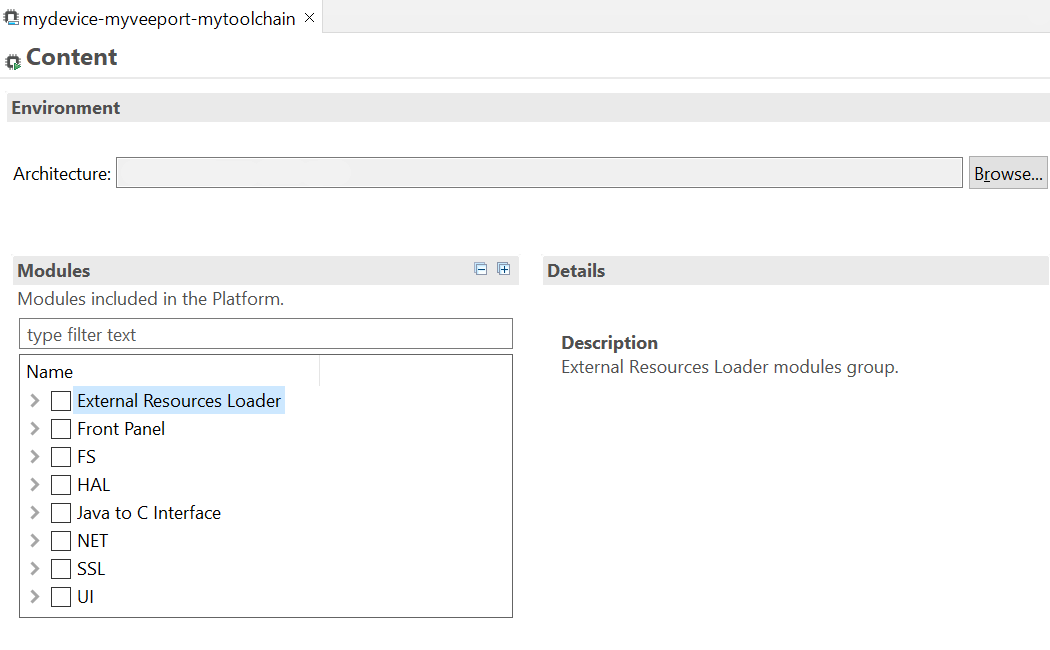 mydevice-myveeport-mytoolchain
Content
Environment
Architecture:
Browse...
Modules
Modules included in the Platform.
type filter text
Name
External Resources Loader
Front Panel
FS
HAL
Java to C Interface
NET
SSL
UI
Details
Description
External Resources Loader modules group.